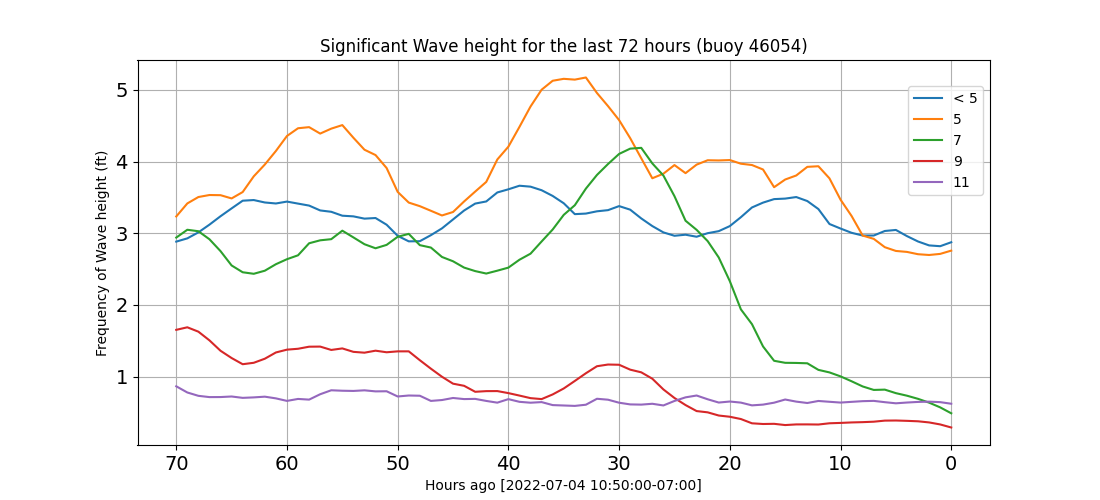 Significant Wave height for the last 72 hours (buoy 46054)
Frequency of Wave height (ft)
5
4
3
2
1
< 5
5
7
9
11
70 60 50 40 30 20 10 0
Hours ago [2022-07-04 10:50:00-07:00]